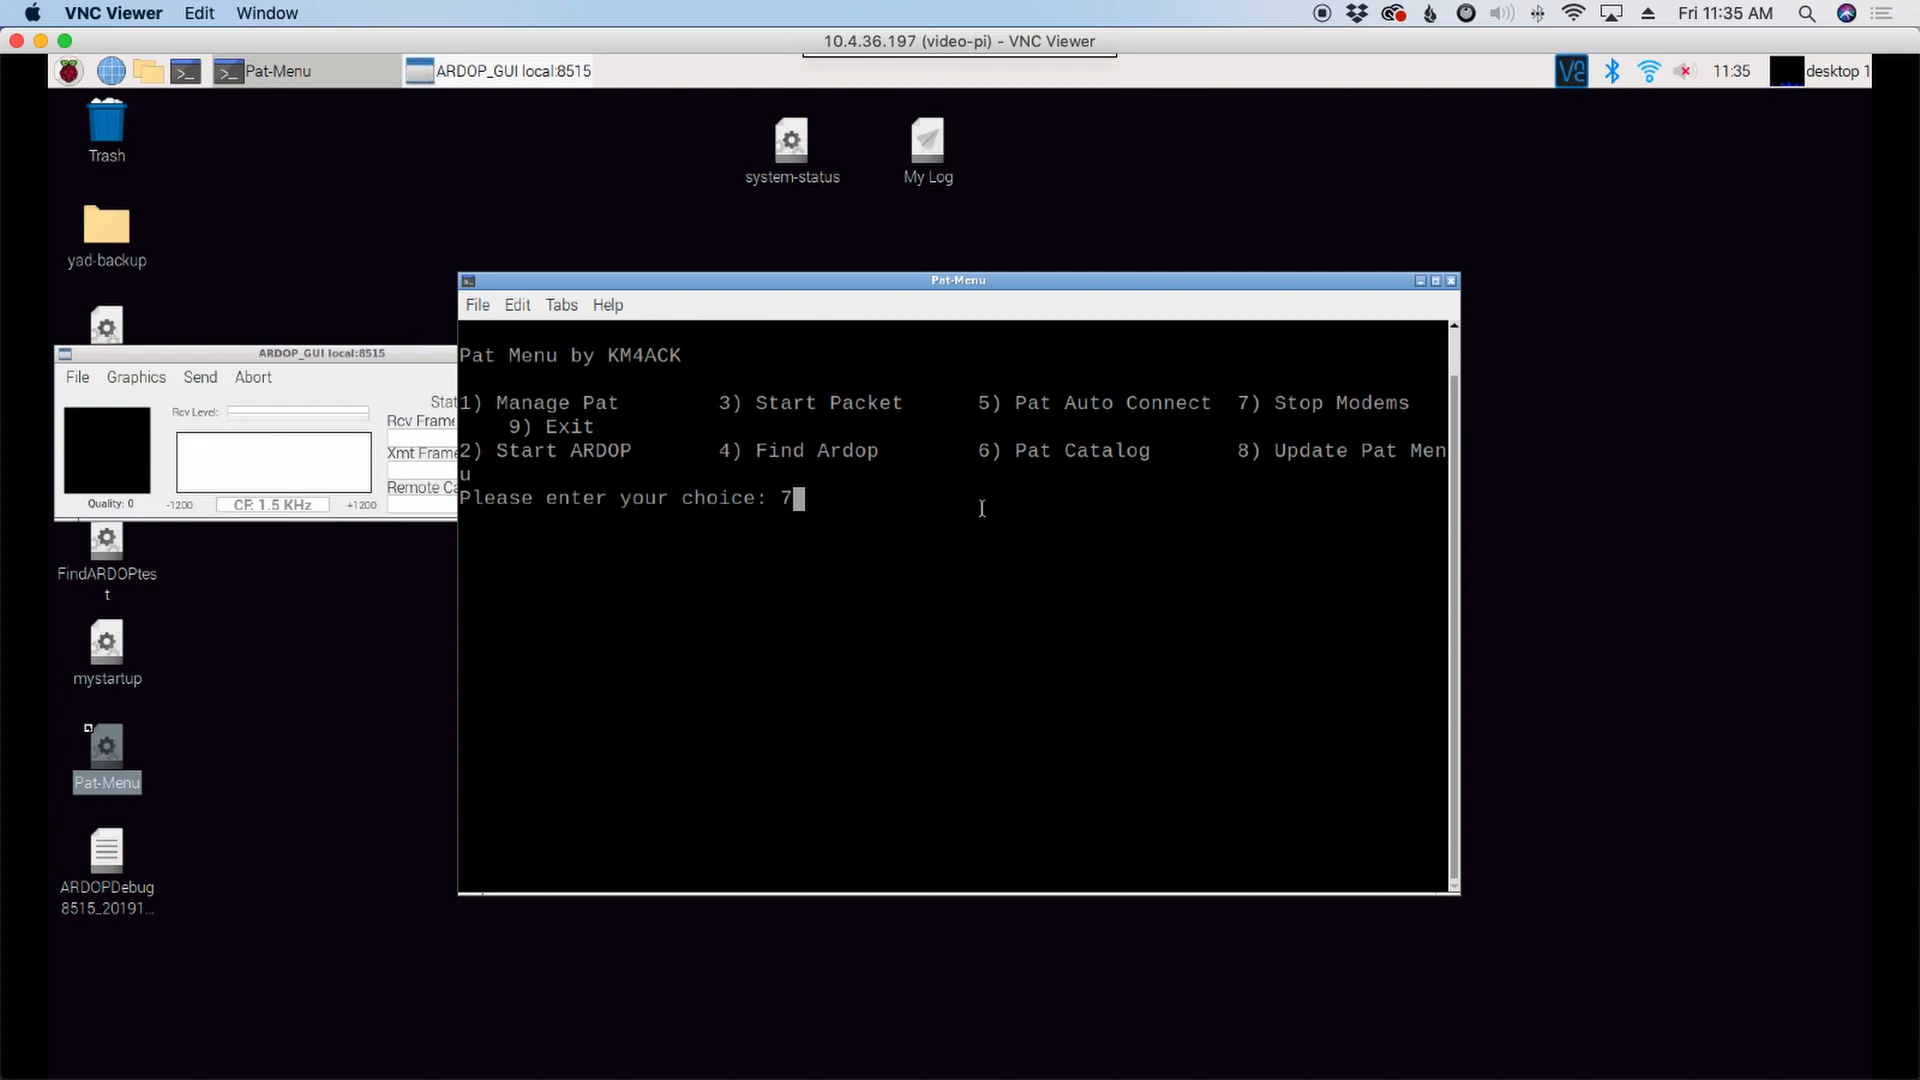 VNC Viewer Edit Window Fri 11:35 AM
10.4.36.197 (video-pi) - VNC Viewer
Pat-Menu ARDOP_GUI local:8515 11:35 desktop 1
Trash
system-status
My Log
yad-backup
ARDOP_GUI local:8515
File Graphics Send Abort
Stat
Rcv Level:
Rcv Frame
Xmt Frame
Remote Ca
Quality: 0
-1200 CF: 1.5 KHz +1200
Pat-Menu
File Edit Tabs Help
Pat Menu by KM4ACK
1) Manage Pat 3) Start Packet 5) Pat Auto Connect 7) Stop Modems
9) Exit
2) Start ARDOP 4) Find Ardop 6) Pat Catalog 8) Update Pat Men
u
Please enter your choice: 7
FindARDOPtes
t
mystartup
Pat-Menu
ARDOPDebug
8515_20191...